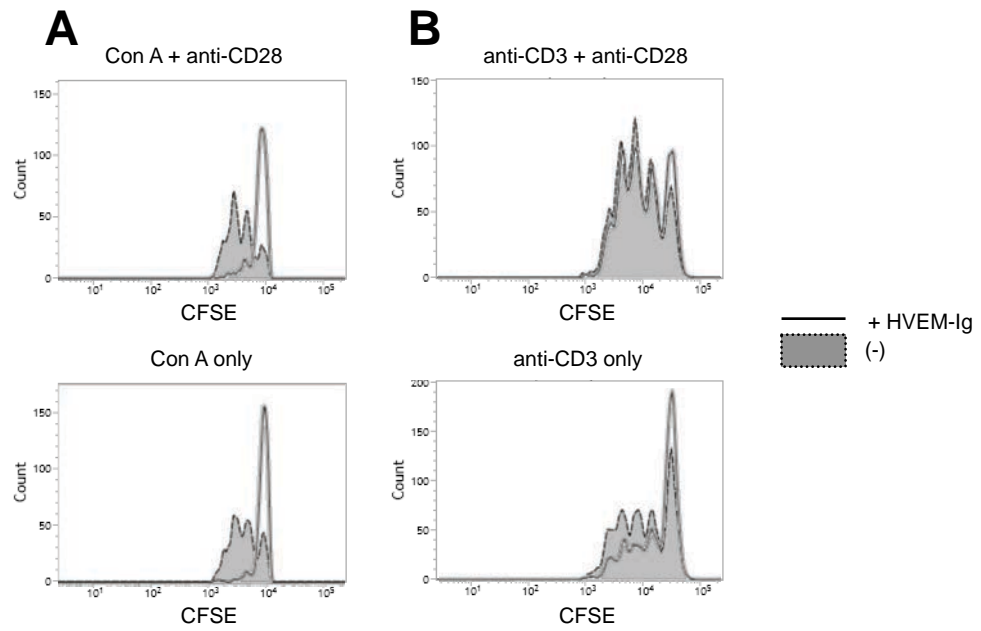 A
Con A + anti-CD28
150
100
50
0
Count
10¹ 10² 10³ 10⁴ 10⁵
CFSE
B
anti-CD3 + anti-CD28
150
100
50
0
Count
10¹ 10² 10³ 10⁴ 10⁵
CFSE
Con A only
150
100
50
0
Count
10¹ 10² 10³ 10⁴ 10⁵
CFSE
anti-CD3 only
200
150
100
50
0
Count
10¹ 10² 10³ 10⁴ 10⁵
CFSE
+ HVEM-Ig
(-)